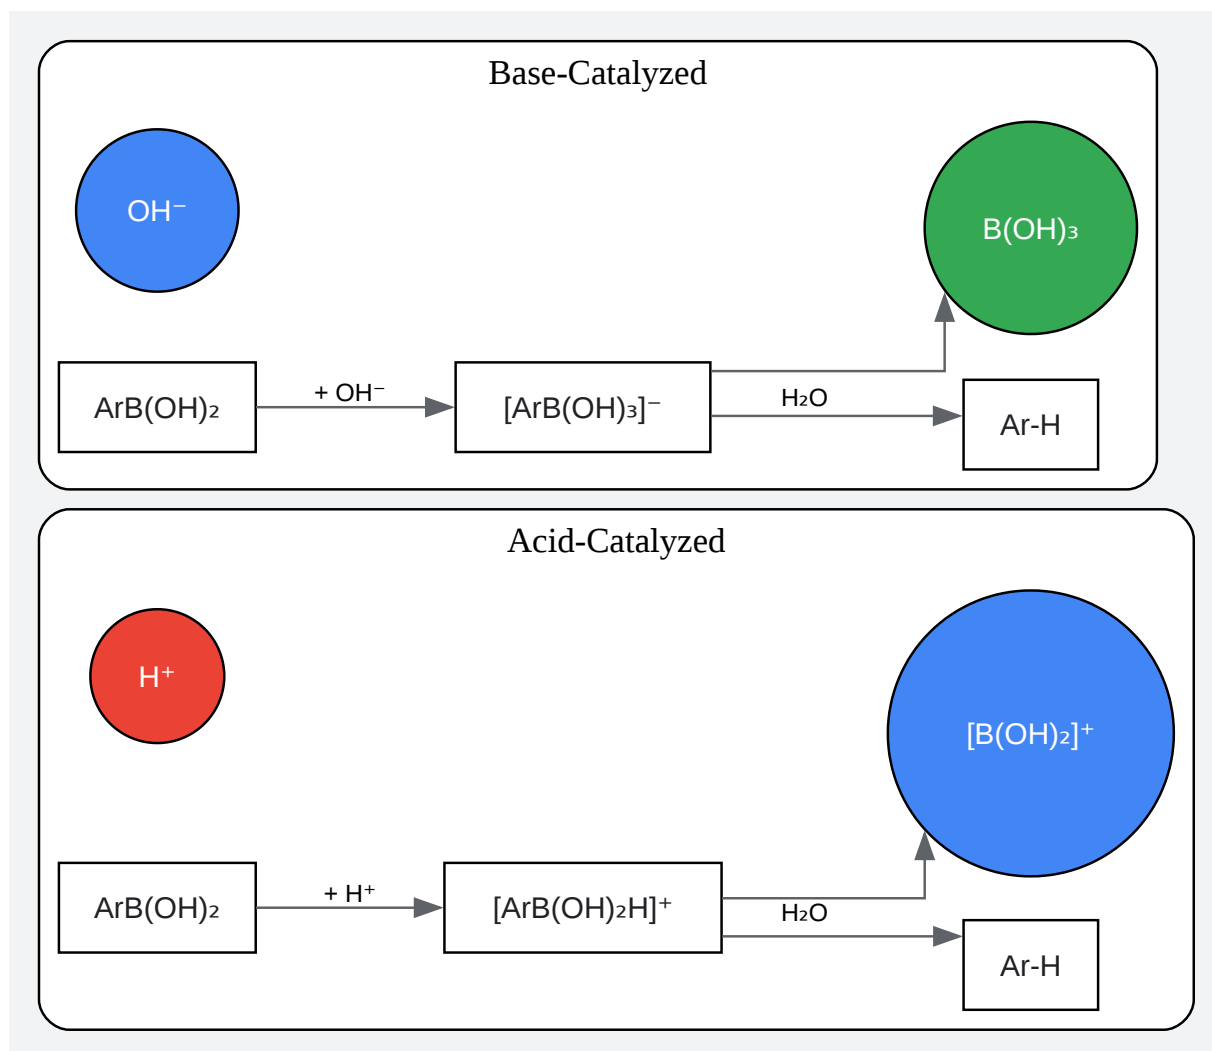 Base-Catalyzed
OH⁻
B(OH)₃
ArB(OH)₂
+ OH⁻
[ArB(OH)₃]⁻
H₂O
Ar-H
Acid-Catalyzed
H⁺
[B(OH)₂]⁺
ArB(OH)₂
+ H⁺
[ArB(OH)₂H]⁺
H₂O
Ar-H